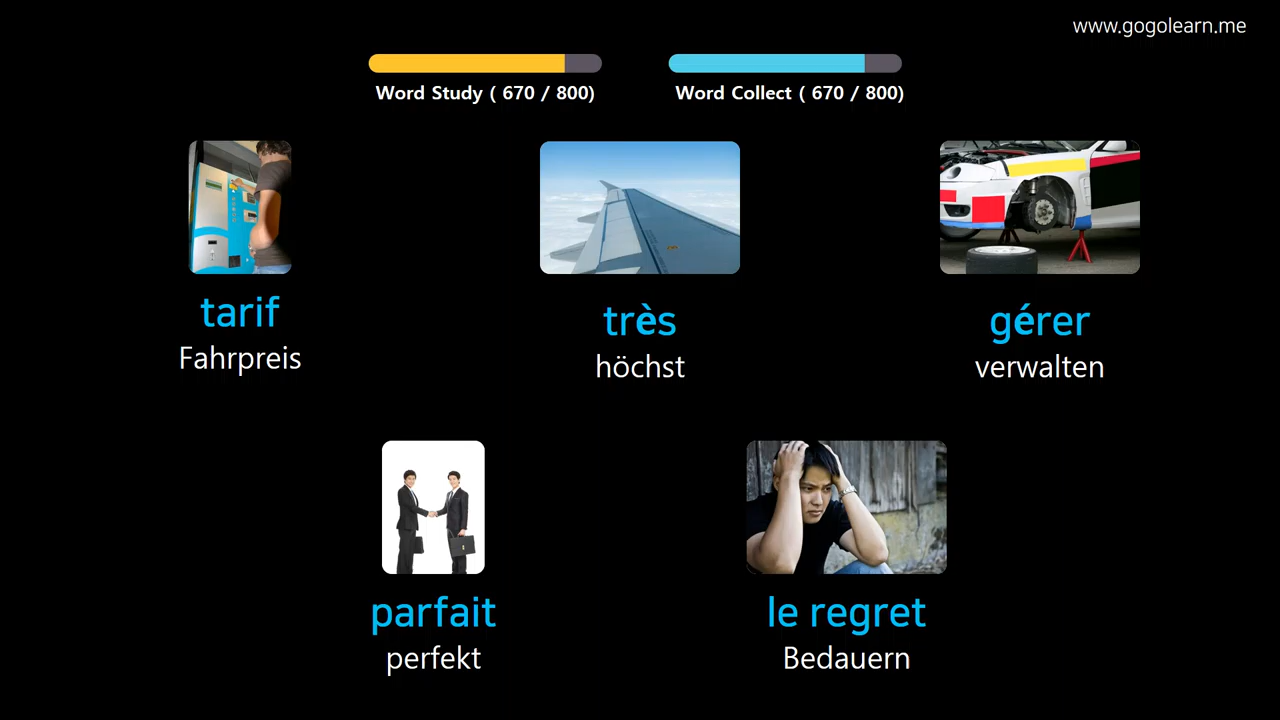 www.gogolearn.me
Word Study ( 670 / 800)
Word Collect ( 670 / 800)
tarif
Fahrpreis
très
höchst
gérer
verwalten
parfait
perfekt
le regret
Bedauern